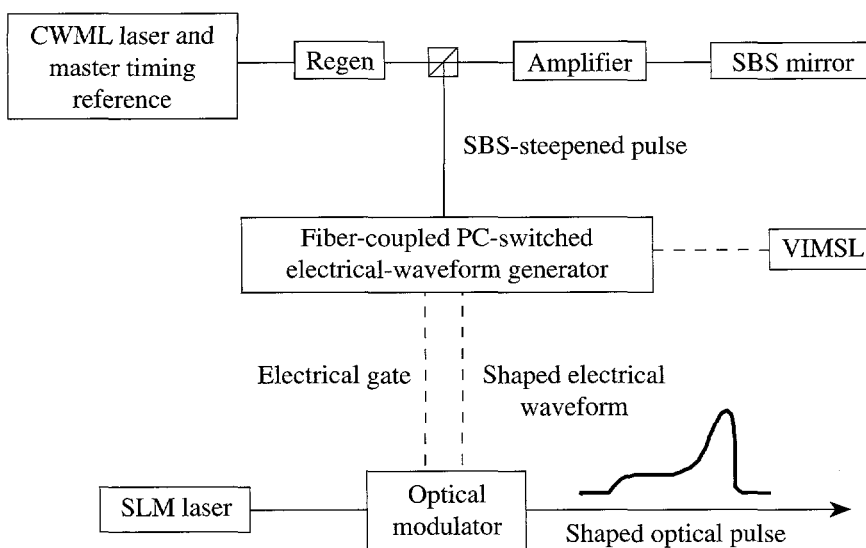 CWML laser and
master timing
reference
Regen
Amplifier
SBS mirror
SBS-steepened pulse
Fiber-coupled PC-switched
electrical-waveform generator
VIMSL
Electrical gate
Shaped electrical
waveform
SLM laser
Optical
modulator
Shaped optical pulse